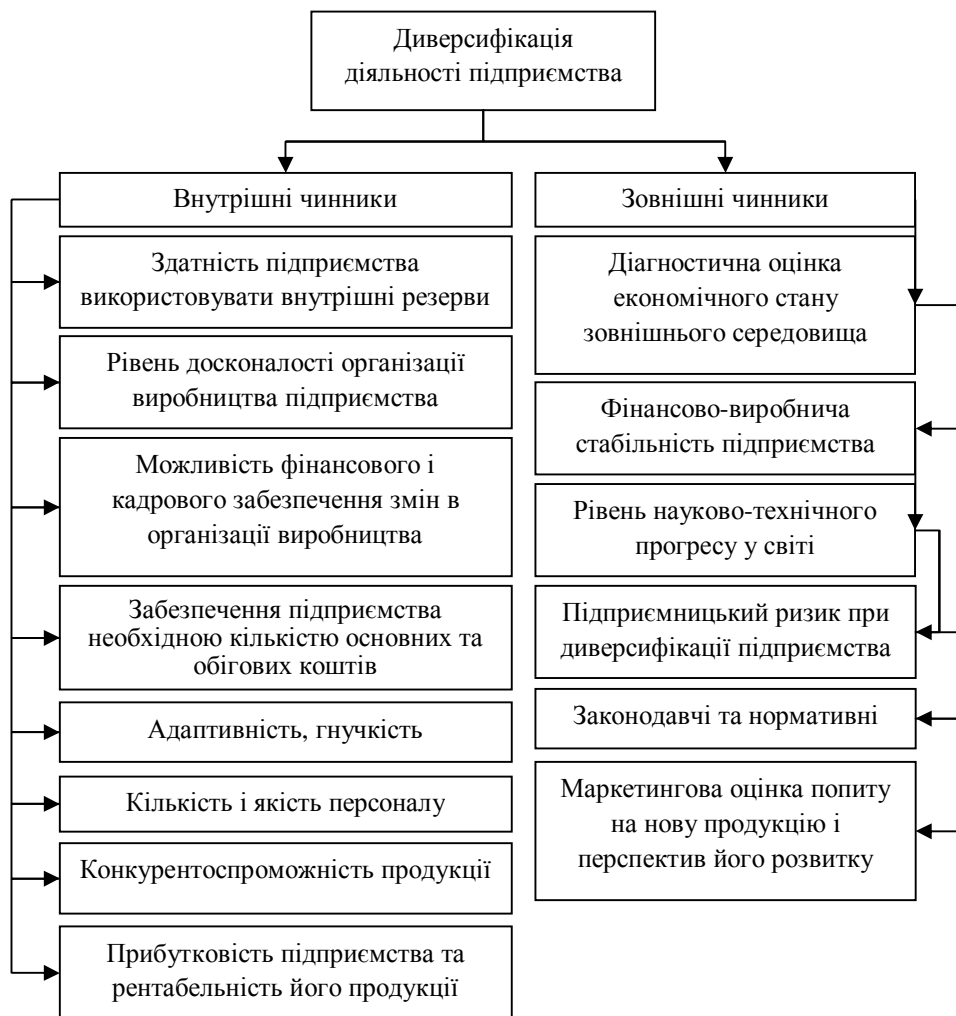 Диверсифікація
діяльності підприємства
Внутрішні чинники
Здатність підприємства
використовувати внутрішні резерви
Рівень досконалості організації
виробництва підприємства
Можливість фінансового і
кадрового забезпечення змін в
організації виробництва
Забезпечення підприємства
необхідною кількістю основних та
обігових коштів
Адаптивність, гнучкість
Кількість і якість персоналу
Конкурентоспроможність продукції
Прибутковість підприємства та
рентабельність його продукції
Зовнішні чинники
Діагностична оцінка
економічного стану
зовнішнього середовища
Фінансово-виробнича
стабільність підприємства
Рівень науково-технічного
прогресу у світі
Підприємницький ризик при
диверсифікації підприємства
Законодавчі та нормативні
Маркетингова оцінка попиту
на нову продукцію і
перспектив його розвитку